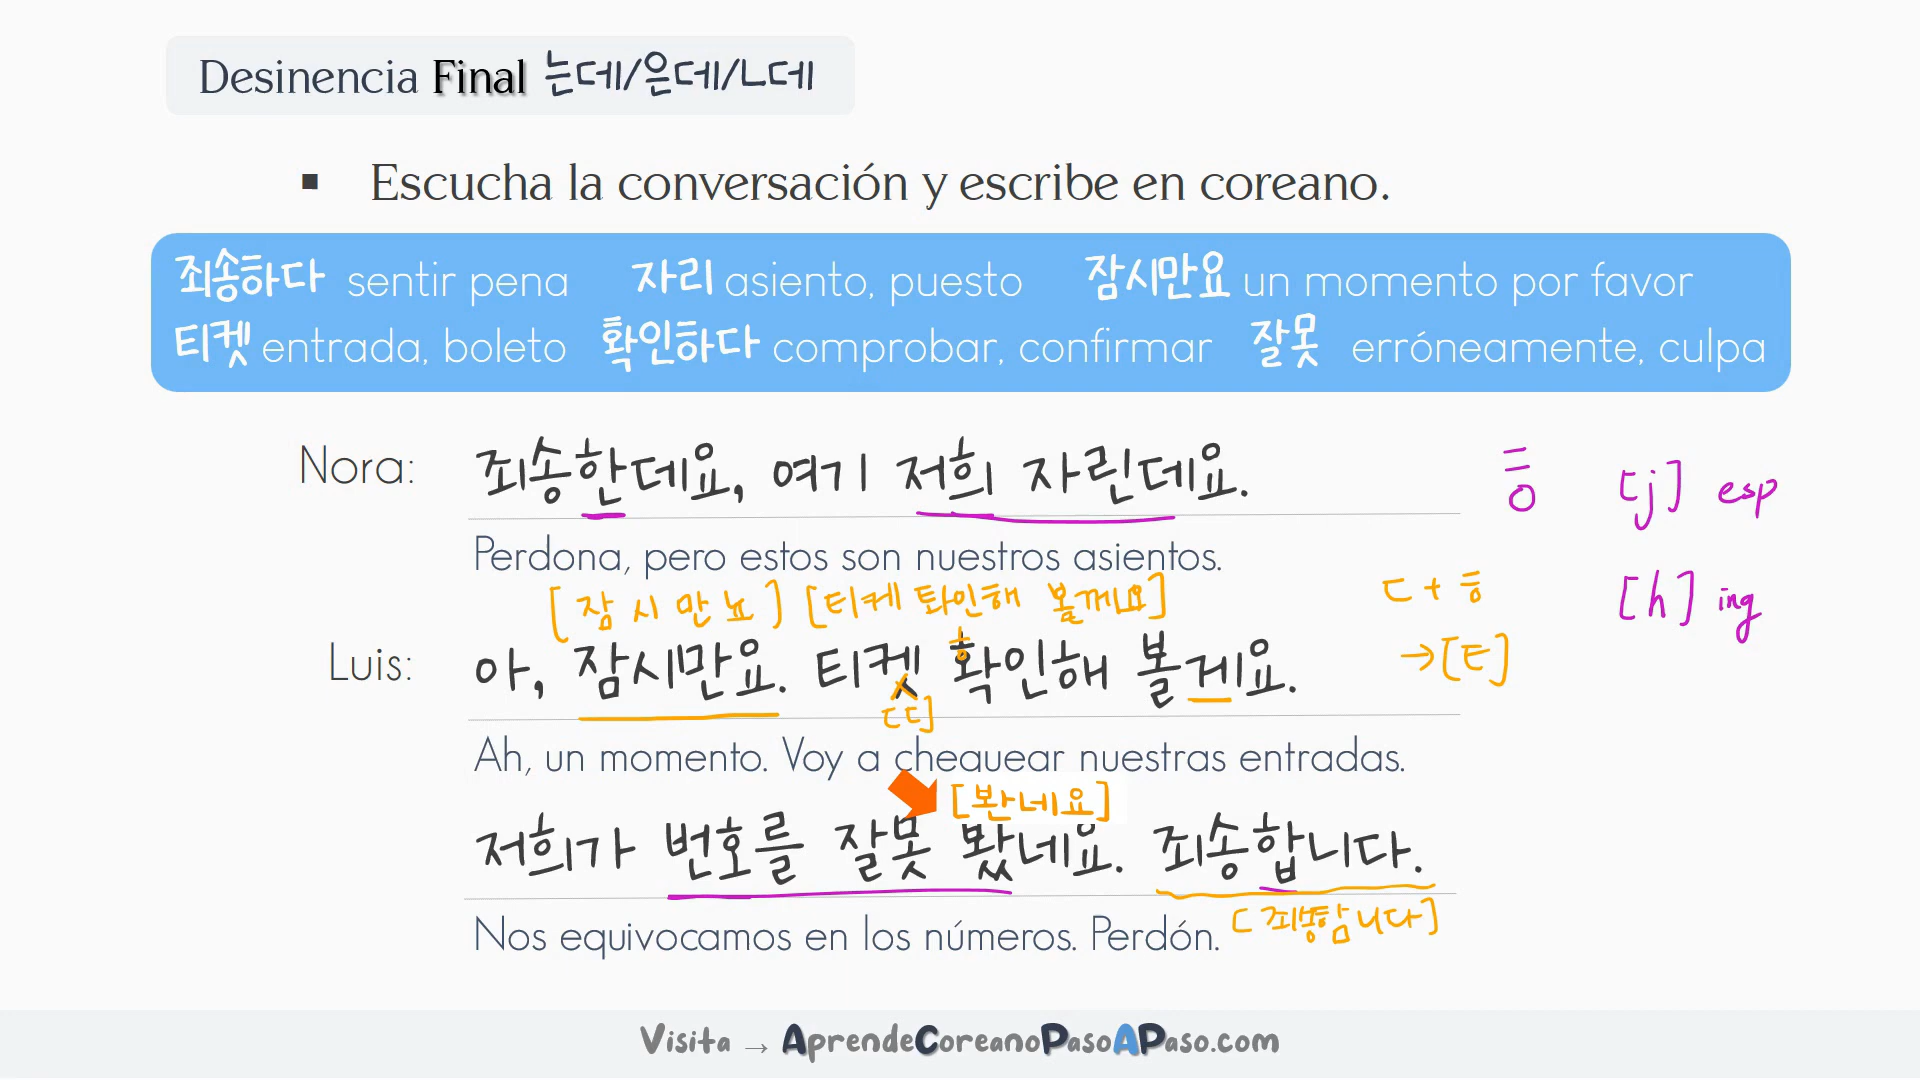 Desinencia Final 는데/은데/ㄴ데
▪ Escucha la conversación y escribe en coreano.
죄송하다 sentir pena 자리 asiento, puesto 잠시만요 un momento por favor
티켓 entrada, boleto 확인하다 comprobar, confirmar 잘못 erróneamente, culpa
Nora: 죄송한데요, 여기 저희 자린데요.
ㅎ [j] esp
Perdona, pero estos son nuestros asientos.
[잠시만뇨] [티케 톼인해 볼께요]
ㄷ + ㅎ [h] ing
Luis: 아, 잠시만요. 티켓 확인해 볼게요.
→[ㅌ]
[ㄷ]
Ah, un momento. Voy a chequear nuestras entradas.
[봔네요]
저희가 번호를 잘못 봤네요. 죄송합니다.
[죄송함니다]
Nos equivocamos en los números. Perdón.
Visita → AprendeCoreanoPasoAPaso.com